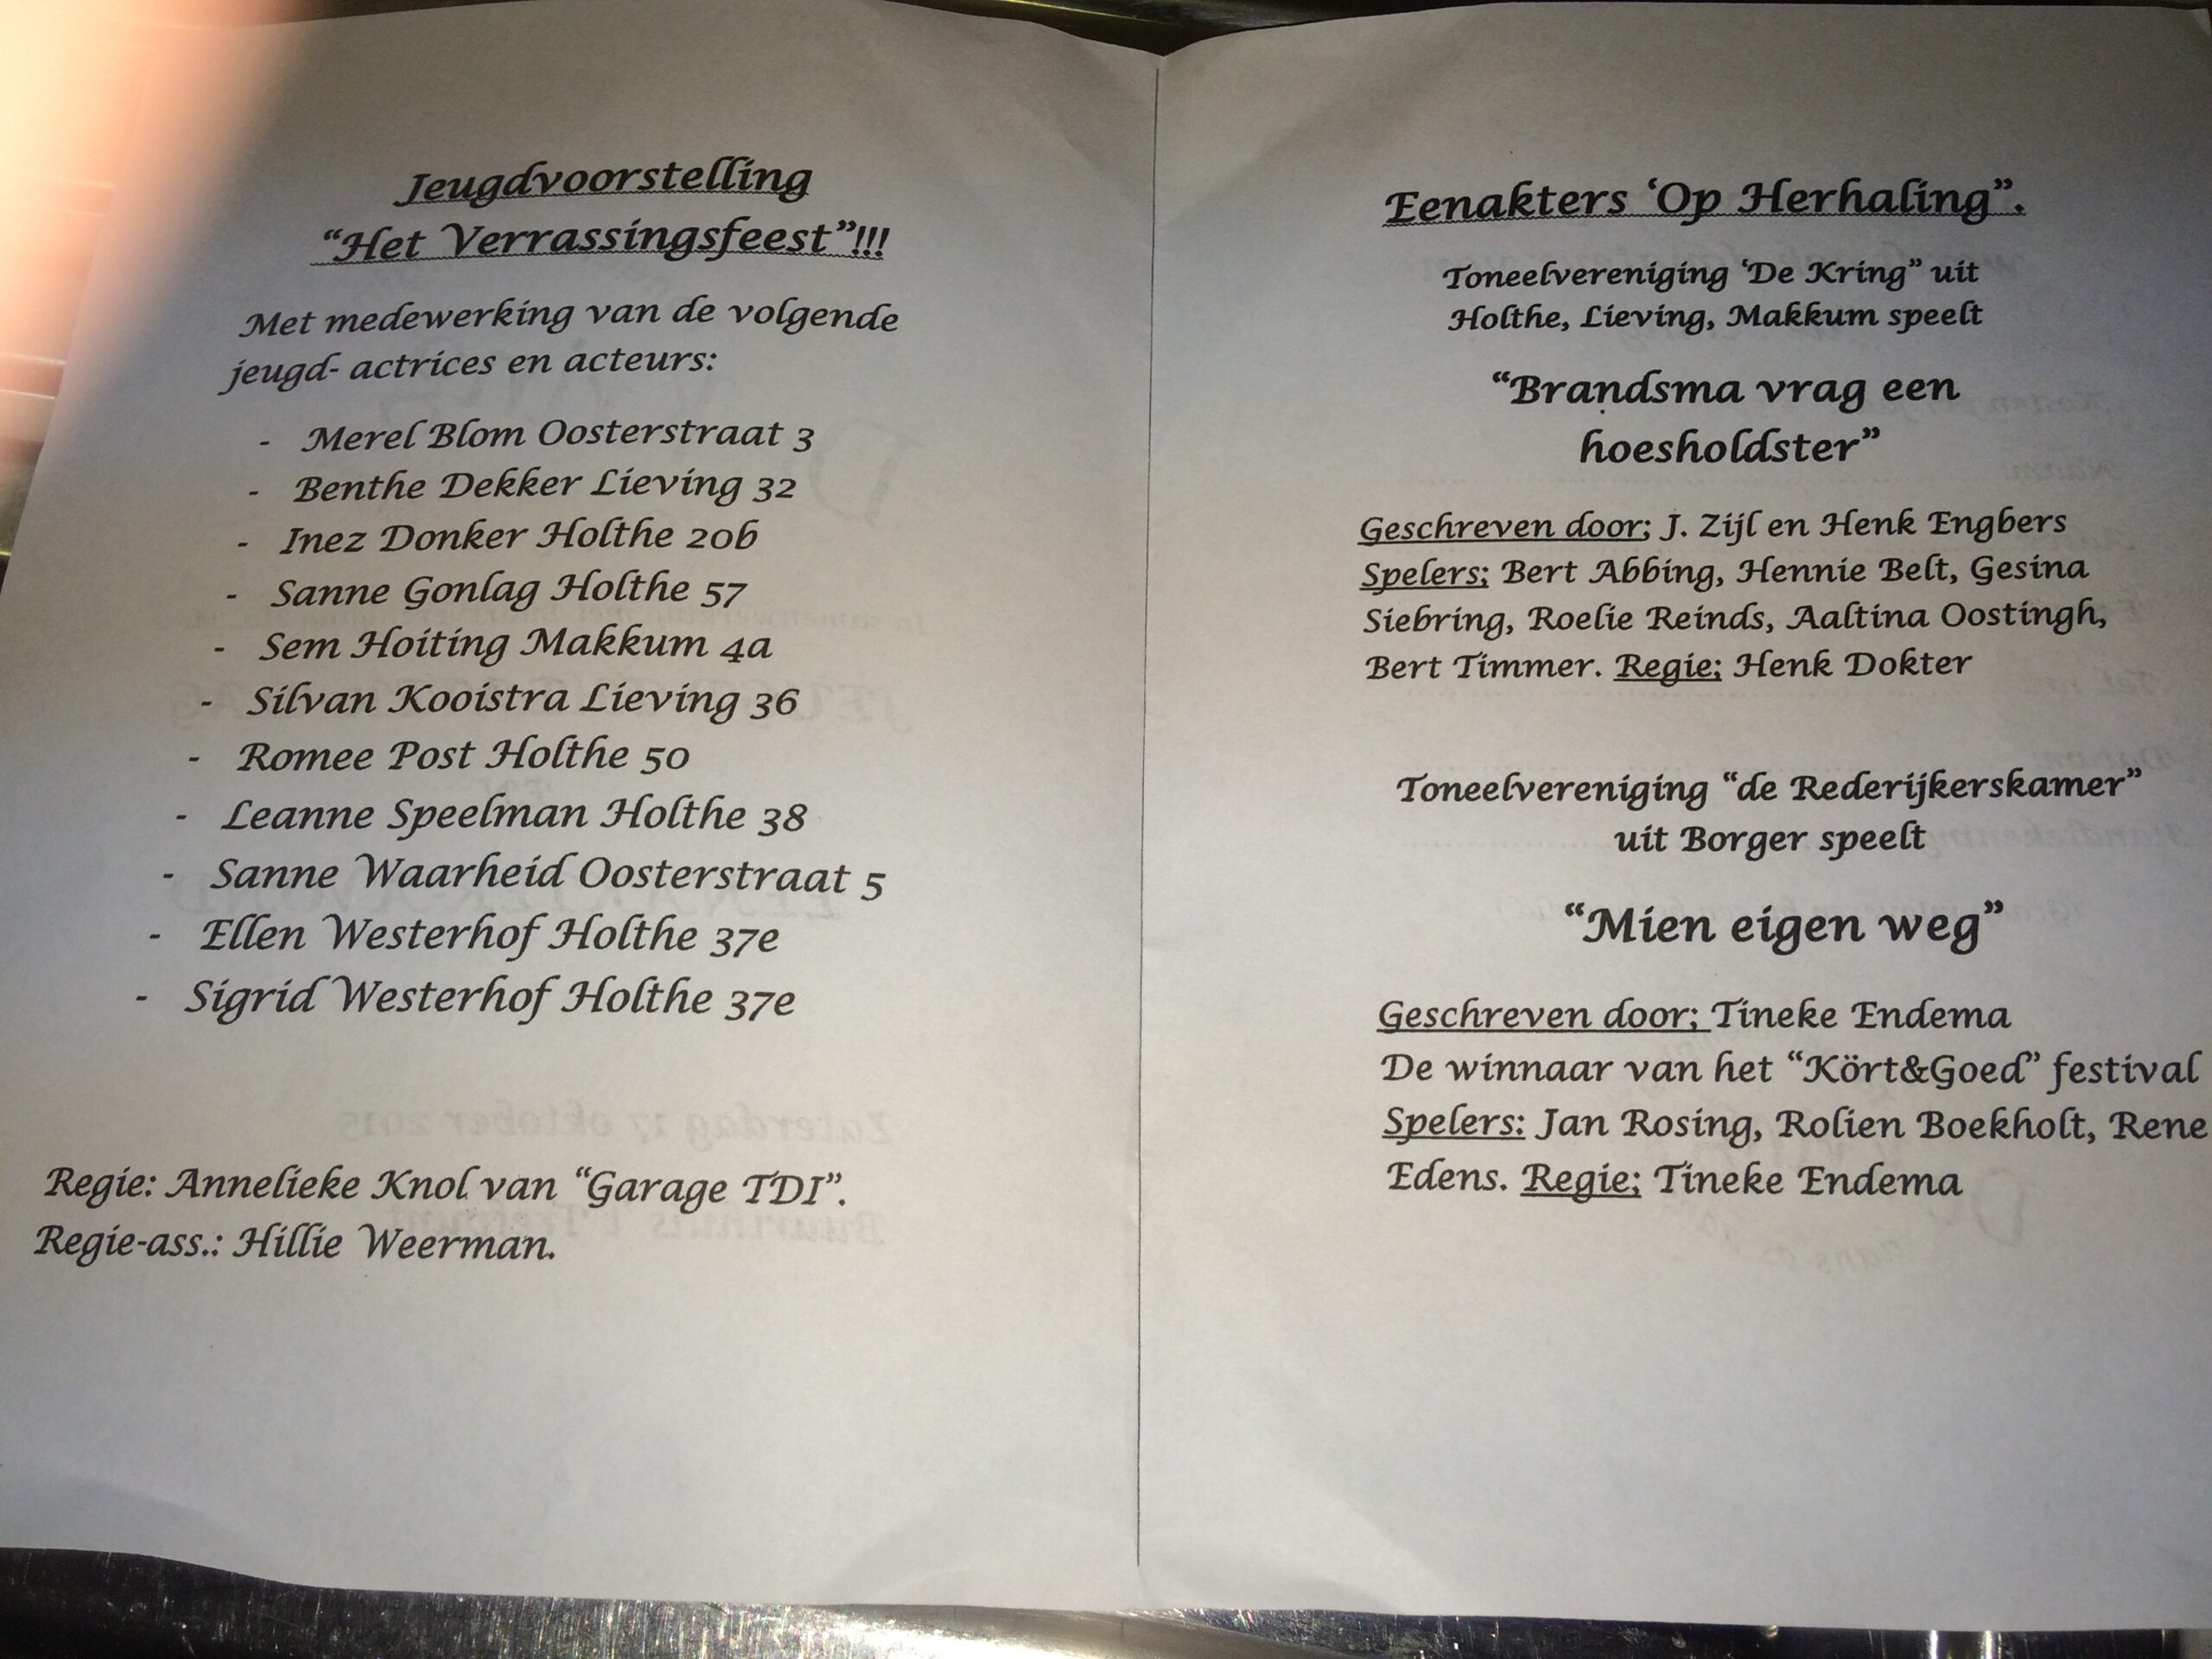 Jeugdvoorstelling
“Het Verrassingsfeest”!!!
Met medewerking van de volgende
jeugd- actrices en acteurs:
- Merel Blom Oosterstraat 3
- Benthe Dekker Lieving 32
- Inez Donker Holthe 20b
- Sanne Gonlag Holthe 57
- Sem Hoiting Makkum 4a
- Silvan Kooistra Lieving 36
- Romee Post Holthe 50
- Leanne Speelman Holthe 38
- Sanne Waarheid Oosterstraat 5
- Ellen Westerhof Holthe 37e
- Sigrid Westerhof Holthe 37e
Regie: Annelieke Knol van “Garage TDI”.
Regie-ass.: Hillie Weerman.
Eenakters ‘Op Herhaling”.
Toneelvereniging ‘De Kring” uit
Holthe, Lieving, Makkum speelt
“Brandsma vrag een
hoesholdster”
Geschreven door; J. Zijl en Henk Engbers
Spelers; Bert Abbing, Hennie Belt, Gesina
Siebring, Roelie Reinds, Aaltina Oostingh,
Bert Timmer. Regie; Henk Dokter
Toneelvereniging “de Rederijkerskamer”
uit Borger speelt
“Mien eigen weg”
Geschreven door; Tineke Endema
De winnaar van het “Kört&Goed” festival
Spelers: Jan Rosing, Rolien Boekholt, Rene
Edens. Regie; Tineke Endema